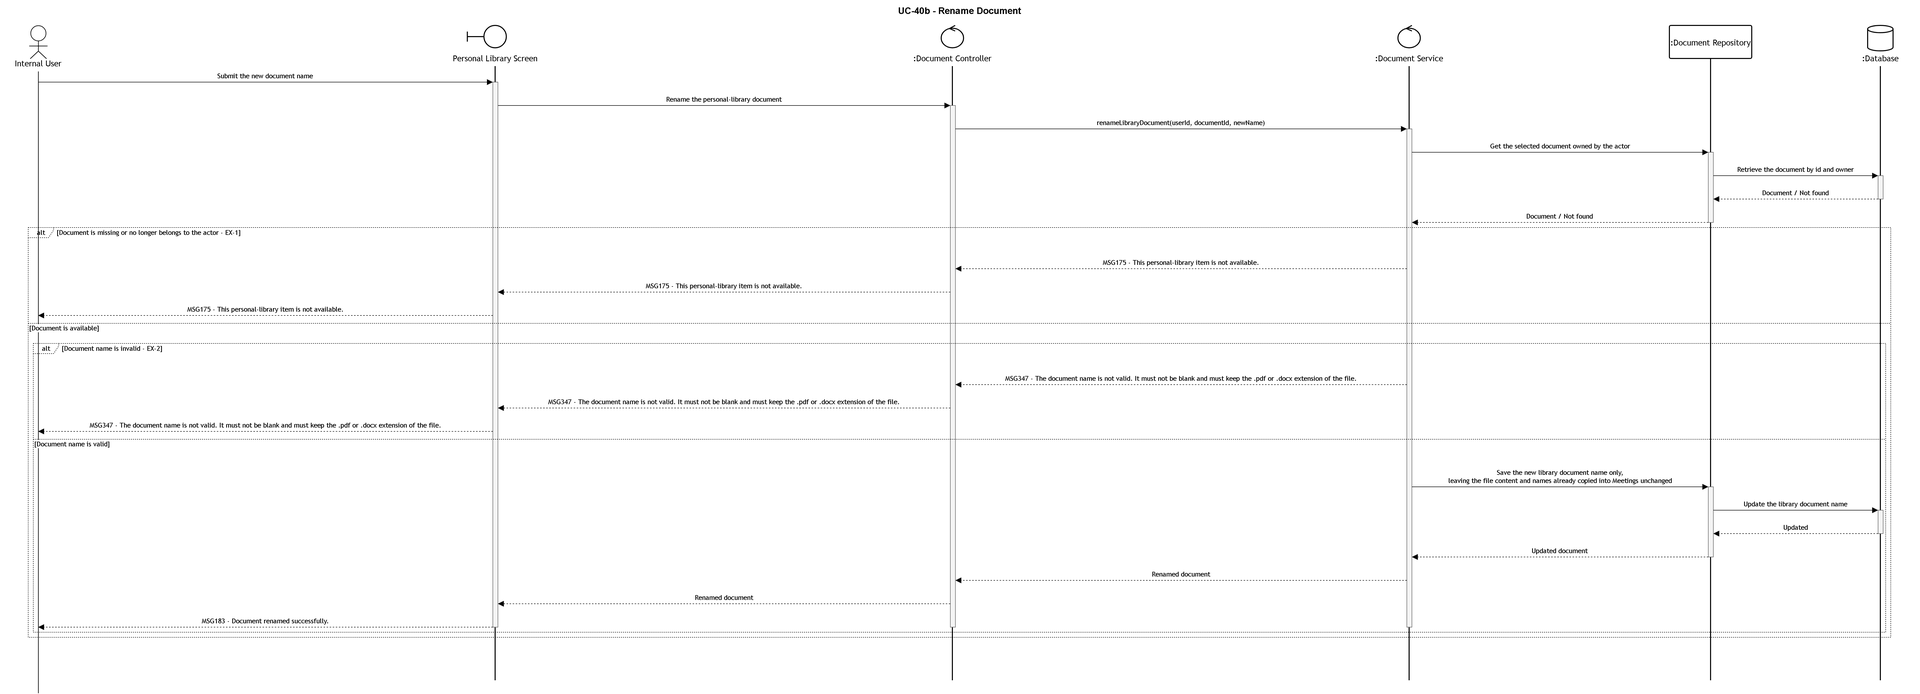 UC-40b - Rename Document
Internal User
Personal Library Screen
:Document Controller
:Document Service
:Document Repository
:Database
Submit the new document name
Rename the personal-library document
renameLibraryDocument(userId, documentId, newName)
Get the selected document owned by the actor
Retrieve the document by id and owner
Document / Not found
Document / Not found
alt [Document is missing or no longer belongs to the actor - EX-1]
MSG175 - This personal-library item is not available.
MSG175 - This personal-library item is not available.
MSG175 - This personal-library item is not available.
[Document is available]
alt [Document name is invalid - EX-2]
MSG347 - The document name is not valid. It must not be blank and must keep the .pdf or .docx extension of the file.
MSG347 - The document name is not valid. It must not be blank and must keep the .pdf or .docx extension of the file.
MSG347 - The document name is not valid. It must not be blank and must keep the .pdf or .docx extension of the file.
[Document name is valid]
Save the new library document name only,
leaving the file content and names already copied into Meetings unchanged
Update the library document name
Updated
Updated document
Renamed document
Renamed document
MSG183 - Document renamed successfully.